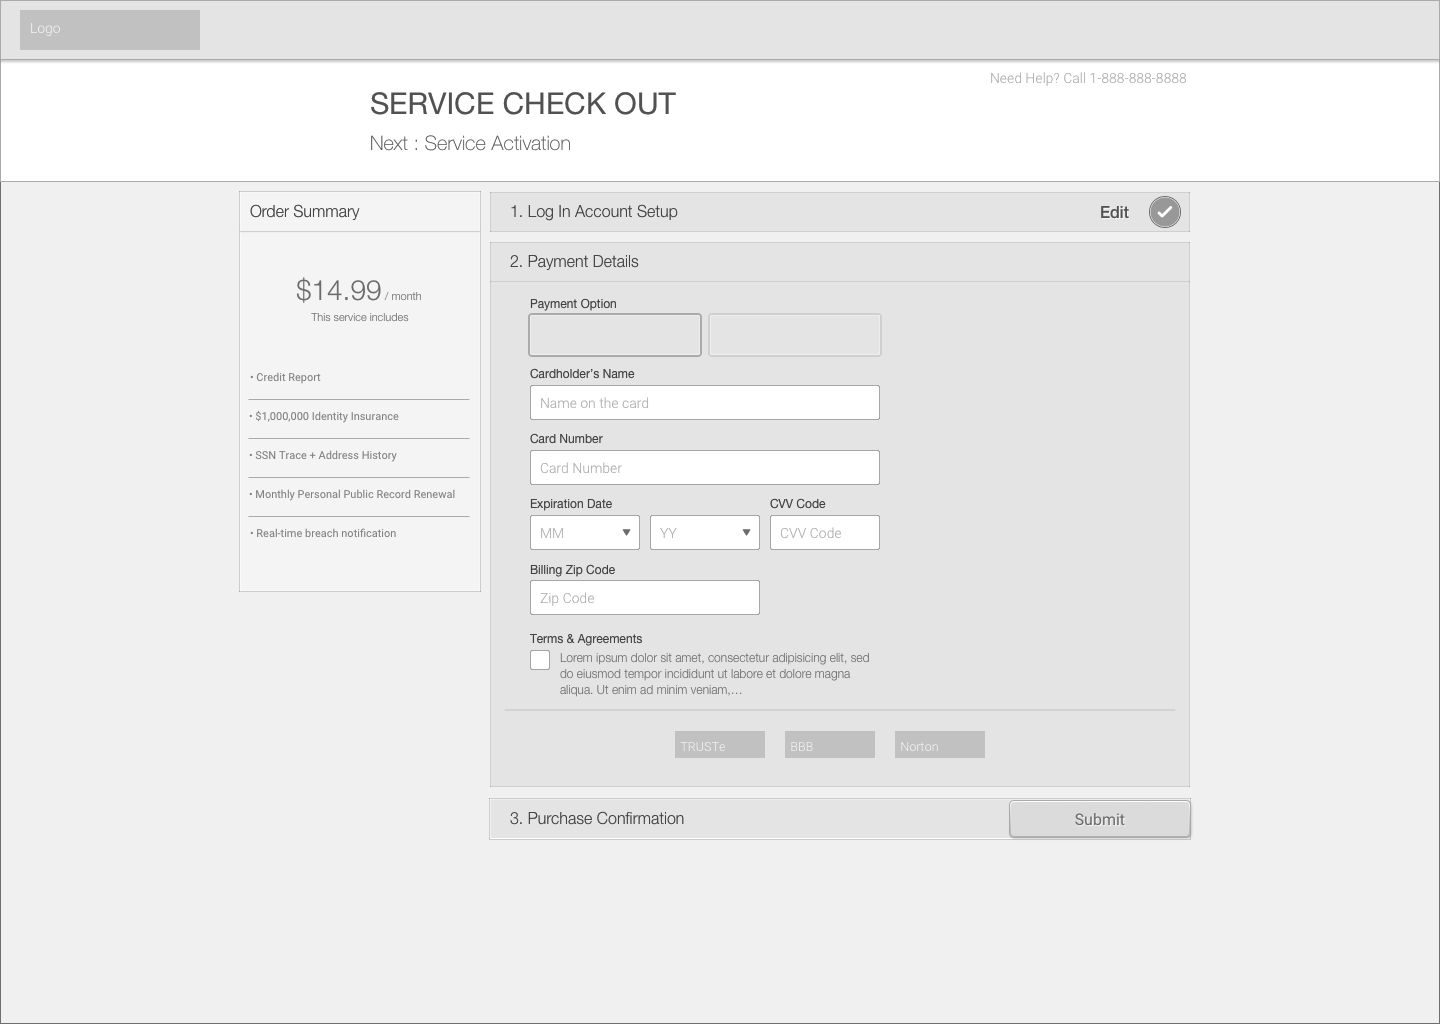 Logo
Need Help? Call 1-888-888-8888
SERVICE CHECK OUT
Next : Service Activation
Order Summary
$14.99 / month
This service includes
• Credit Report
• $1,000,000 Identity Insurance
• SSN Trace + Address History
• Monthly Personal Public Record Renewal
• Real-time breach notification
1. Log In Account Setup
Edit
2. Payment Details
Payment Option
Cardholder's Name
Name on the card
Card Number
Card Number
Expiration Date
CVV Code
MM
YY
CVV Code
Billing Zip Code
Zip Code
Terms & Agreements
Lorem ipsum dolor sit amet, consectetur adipisicing elit, sed
do eiusmod tempor incididunt ut labore et dolore magna
aliqua. Ut enim ad minim veniam,...
TRUSTe
BBB
Norton
3. Purchase Confirmation
Submit